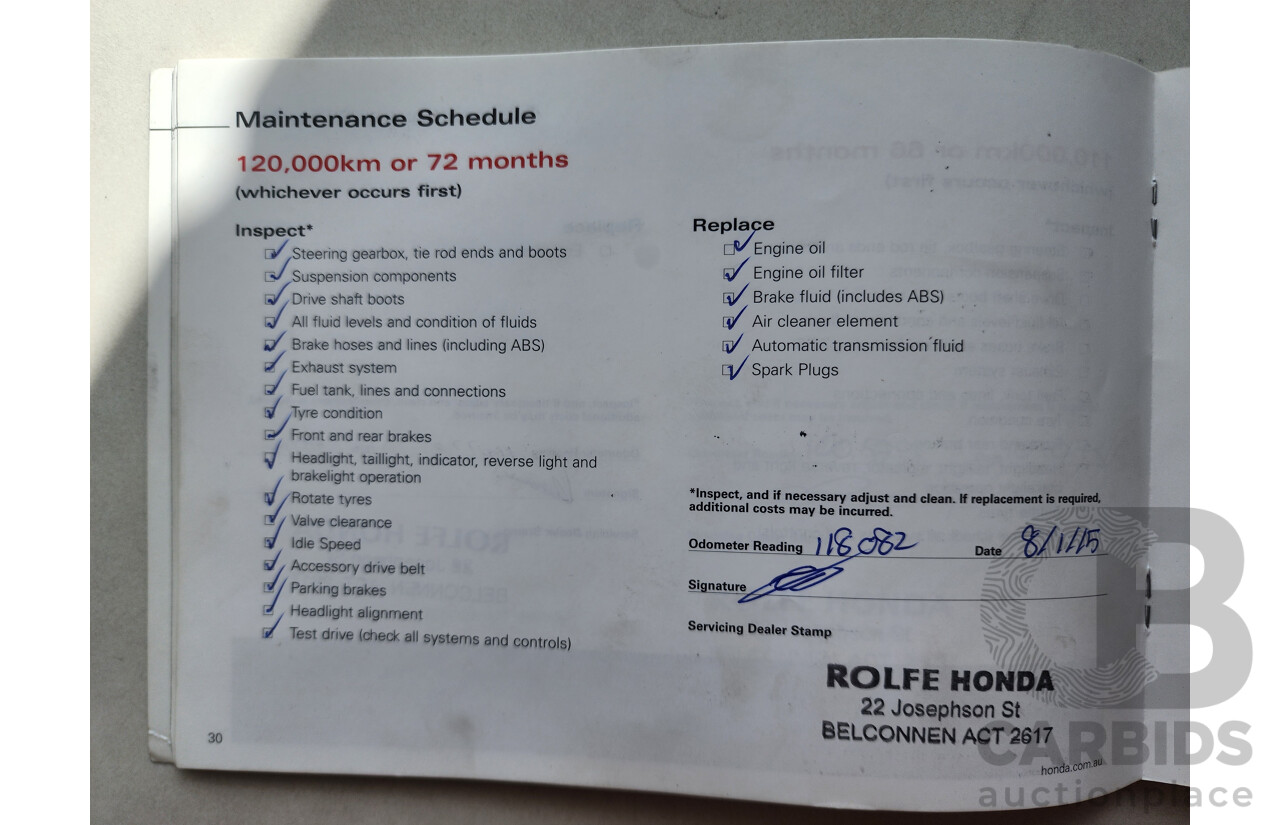 Maintenance Schedule
120,000km or 72 months
(whichever occurs first)
Inspect*
Steering gearbox, tie rod ends and boots
Suspension components
Drive shaft boots
All fluid levels and condition of fluids
Brake hoses and lines (including ABS)
Exhaust system
Fuel tank, lines and connections
Tyre condition
Front and rear brakes
Headlight, taillight, indicator, reverse light and
brakelight operation
Rotate tyres
Valve clearance
Idle Speed
Accessory drive belt
Parking brakes
Headlight alignment
Test drive (check all systems and controls)
30
Replace
Engine oil
Engine oil filter
Brake fluid (includes ABS)
Air cleaner element
Automatic transmission fluid
Spark Plugs
*Inspect, and if necessary adjust and clean. If replacement is required,
additional costs may be incurred.
Odometer Reading 118082 Date 8/1/15
Signature
Servicing Dealer Stamp
ROLFE HONDA
22 Josephson St
BELCONNEN ACT 2617
honda.com.au
CARBIDS
auctionplace